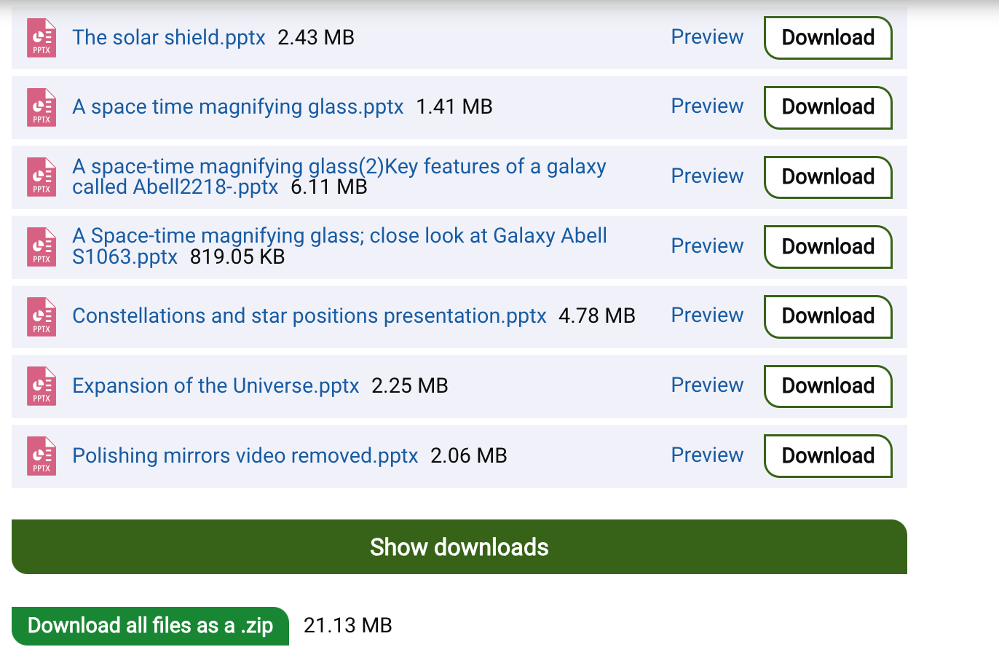 The solar shield.pptx 2.43 MB Preview Download
PPTX
A space time magnifying glass.pptx 1.41 MB Preview Download
PPTX
A space-time magnifying glass(2)Key features of a galaxy
called Abell2218-.pptx 6.11 MB Preview Download
PPTX
A Space-time magnifying glass; close look at Galaxy Abell
S1063.pptx 819.05 KB Preview Download
PPTX
Constellations and star positions presentation.pptx 4.78 MB Preview Download
PPTX
Expansion of the Universe.pptx 2.25 MB Preview Download
PPTX
Polishing mirrors video removed.pptx 2.06 MB Preview Download
PPTX
Show downloads
Download all files as a .zip 21.13 MB